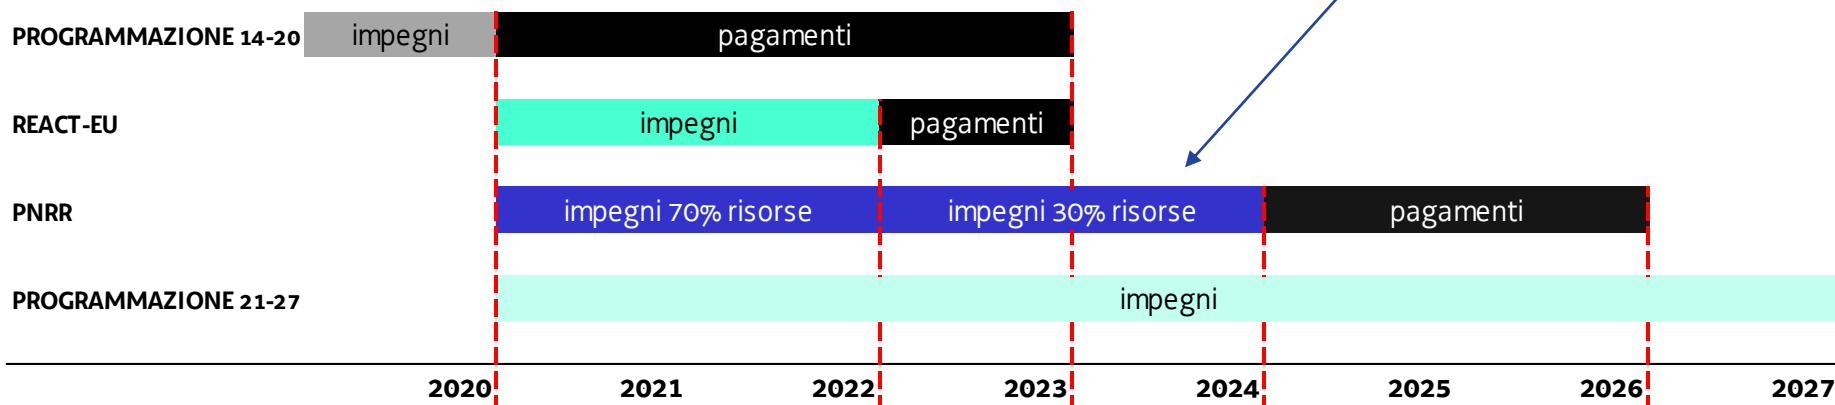 PROGRAMMAZIONE 14-20 impegni pagamenti
REACT-EU impegni pagamenti
PNRR impegni 70% risorse impegni 30% risorse pagamenti
PROGRAMMAZIONE 21-27 impegni
2020 2021 2022 2023 2024 2025 2026 2027